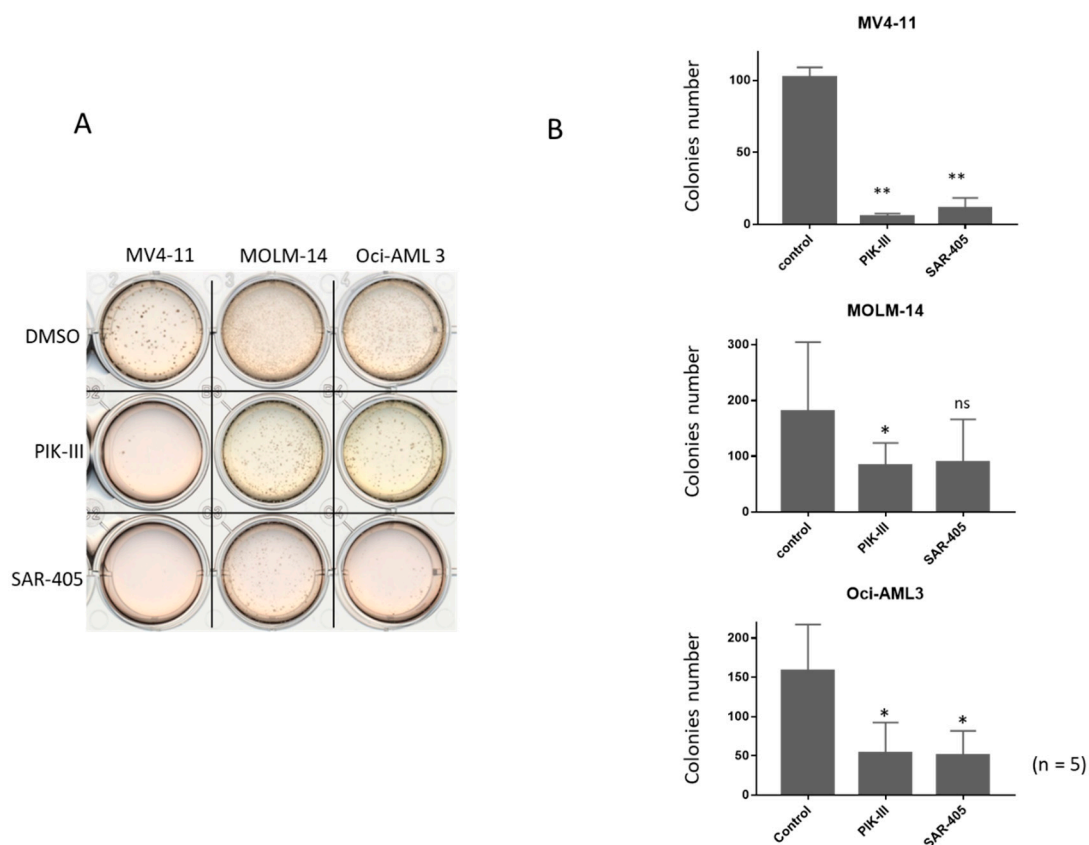 A
MV4-11 MOLM-14 Oci-AML 3
DMSO
PIK-III
SAR-405
B
MV4-11
Colonies number
100
50
0
** **
control PIK-III SAR-405
MOLM-14
Colonies number
300
200
100
0
* ns
control PIK-III SAR-405
Oci-AML3
Colonies number
200
150
100
50
0
* *
Control PIK-III SAR-405
(n = 5)